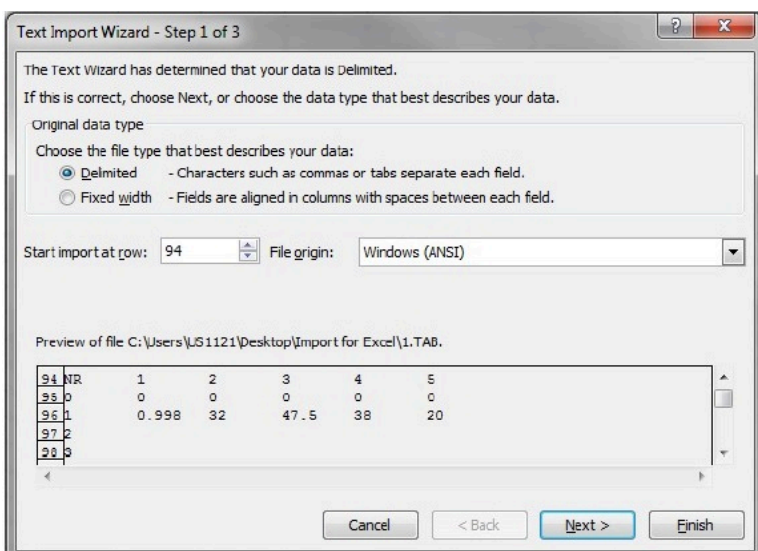 Text Import Wizard - Step 1 of 3
The Text Wizard has determined that your data is Delimited.
If this is correct, choose Next, or choose the data type that best describes your data.
Original data type
Choose the file type that best describes your data:
Delimited - Characters such as commas or tabs separate each field.
Fixed width - Fields are aligned in columns with spaces between each field.
Start import at row: 94 File origin: Windows (ANSI)
Preview of file C:\Users\US1121\Desktop\Import for Excel\1.TAB.
94 NR 1 2 3 4 5
95 0 0 0 0 0 0
96 1 0.998 32 47.5 38 20
97 2
98 3
Cancel < Back Next > Finish